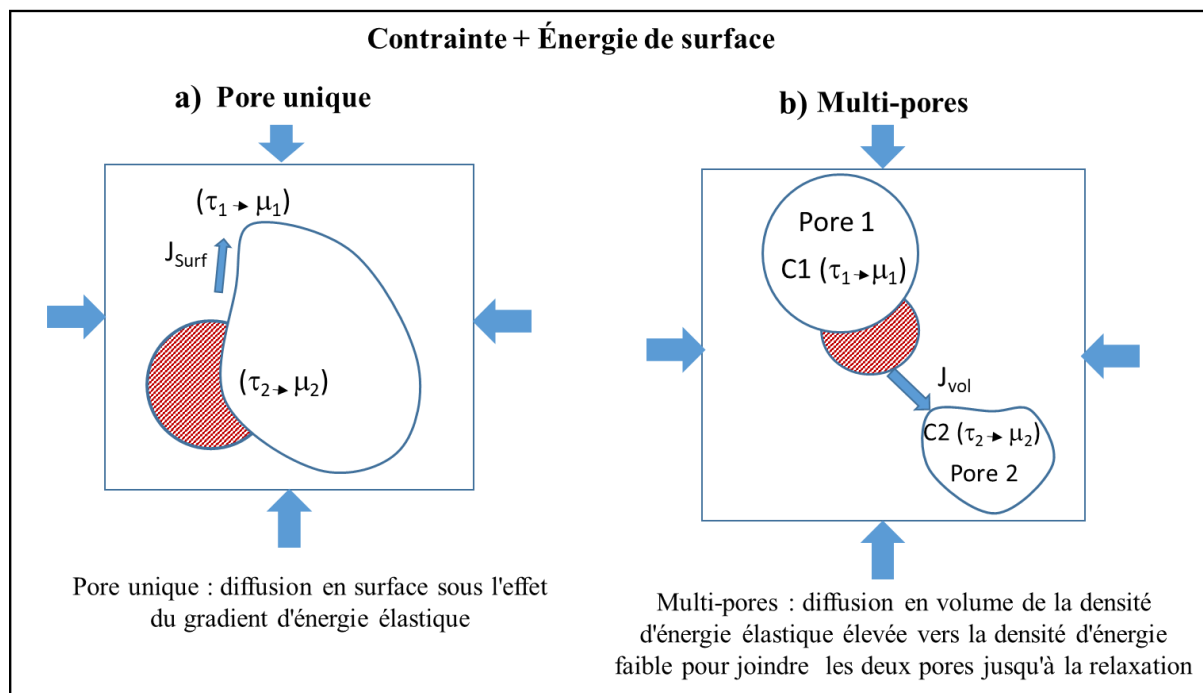 Contrainte + Énergie de surface
a) Pore unique
(τ1→ μ1)
JSurf
(τ2→ μ2)
Pore unique : diffusion en surface sous l'effet
du gradient d'énergie élastique
b) Multi-pores
Pore 1
C1 (τ1→μ1)
Jvol
C2 (τ2→ μ2)
Pore 2
Multi-pores : diffusion en volume de la densité
d'énergie élastique élevée vers la densité d'énergie
faible pour joindre les deux pores jusqu'à la relaxation